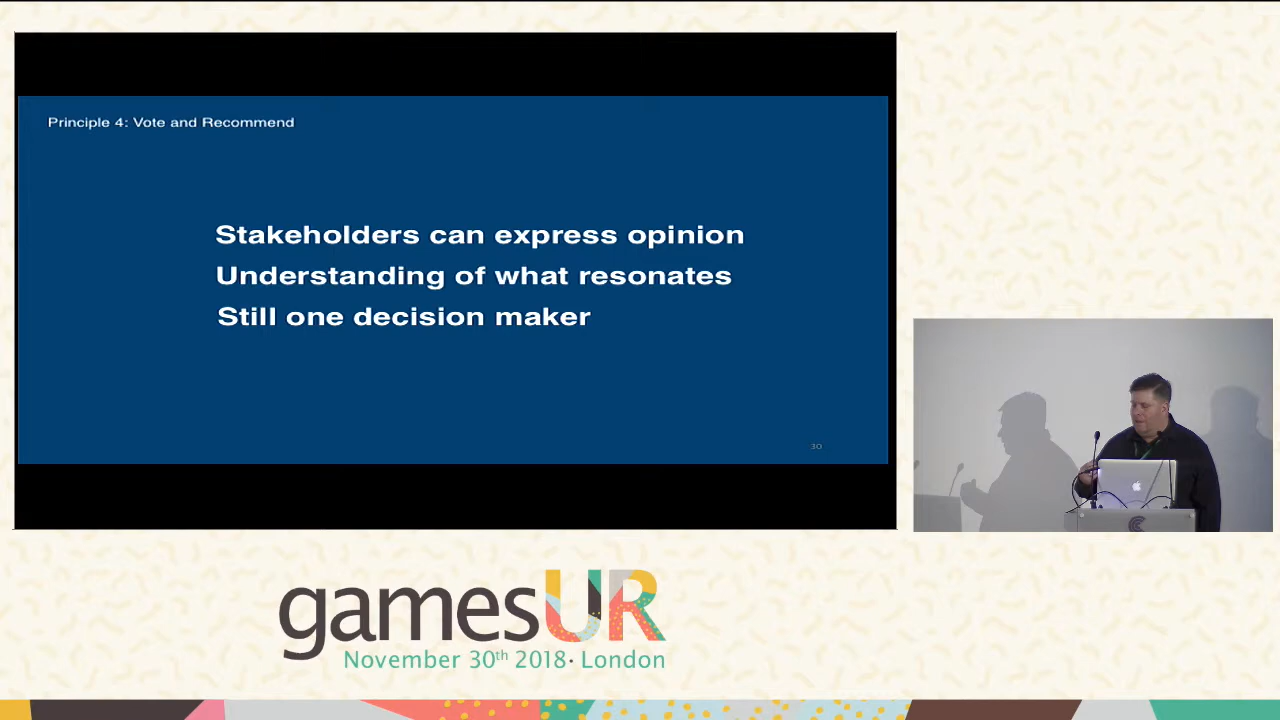 Principle 4: Vote and Recommend
Stakeholders can express opinion
Understanding of what resonates
Still one decision maker
30
gamesUR
November 30th 2018 · London